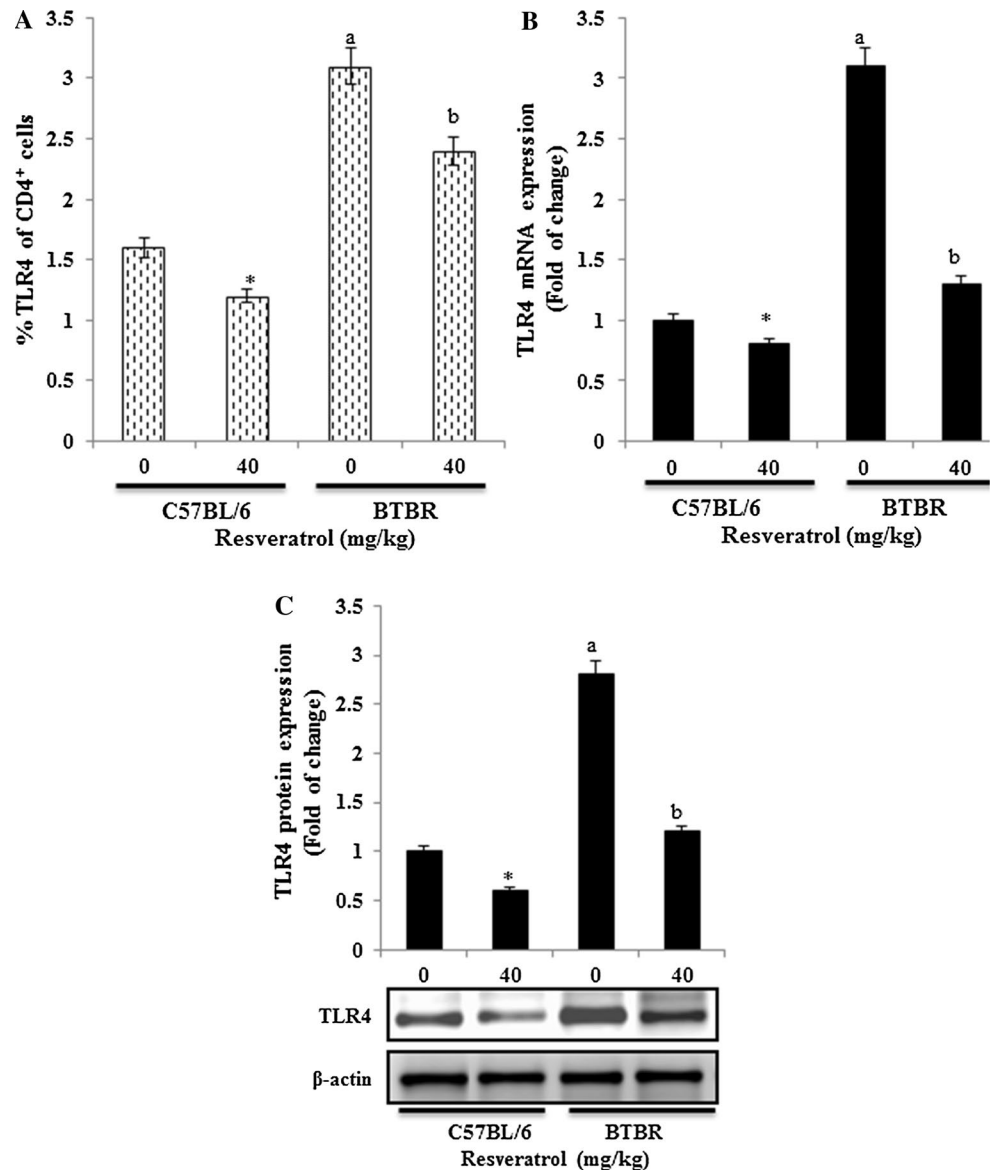 A
% TLR4 of CD4⁺ cells
3.5
3
2.5
2
1.5
1
0.5
0
*
a
b
0 40 0 40
C57BL/6 BTBR
Resveratrol (mg/kg)
B
TLR4 mRNA expression
(Fold of change)
3.5
3
2.5
2
1.5
1
0.5
0
*
a
b
0 40 0 40
C57BL/6 BTBR
Resveratrol (mg/kg)
C
TLR4 protein expression
(Fold of change)
3.5
3
2.5
2
1.5
1
0.5
0
*
a
b
0 40 0 40
TLR4
β-actin
C57BL/6 BTBR
Resveratrol (mg/kg)